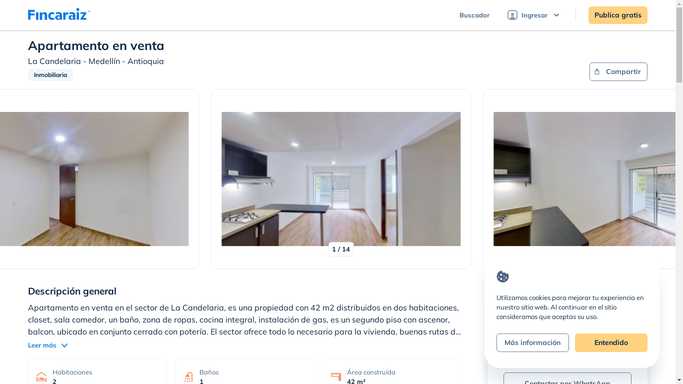 Fincaraiz
Buscador
Ingresar
Publica gratis
Apartamento en venta
La Candelaria - Medellín - Antioquia
Inmobiliaria
Compartir
1 / 14
Descripción general
Apartamento en venta en el sector de La Candelaria, es una propiedad con 42 m2 distribuidos en dos habitaciones,
closet, sala comedor, un baño, zona de ropas, cocina integral, instalación de gas, es un segundo piso con ascenor,
balcon, ubicado en conjunto cerrado con poteria. El sector ofrece todo lo necesario para la vivienda, buenas rutas d...
Leer más
Habitaciones
2
Baños
1
Área construida
42 m²
Utilizamos cookies para mejorar tu experiencia en
nuestro sitio web. Al continuar en el sitio
consideramos que aceptas su uso.
Más información
Entendido
Contactar por WhatsApp